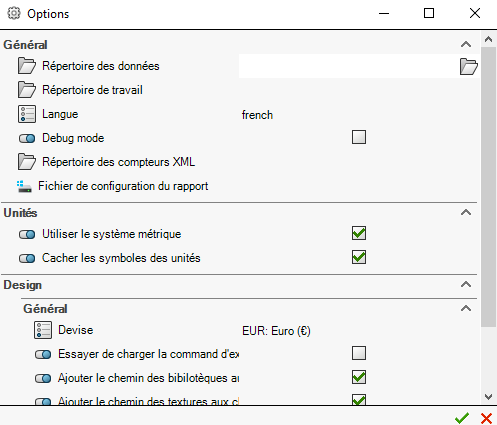 Options
Général
Répertoire des données
Répertoire de travail
Langue french
Debug mode
Répertoire des compteurs XML
Fichier de configuration du rapport
Unités
Utiliser le système métrique
Cacher les symboles des unités
Design
Général
Devise EUR: Euro (€)
Essayer de charger la command d'ex
Ajouter le chemin des bibilotèques au
Ajouter le chemin des textures aux c